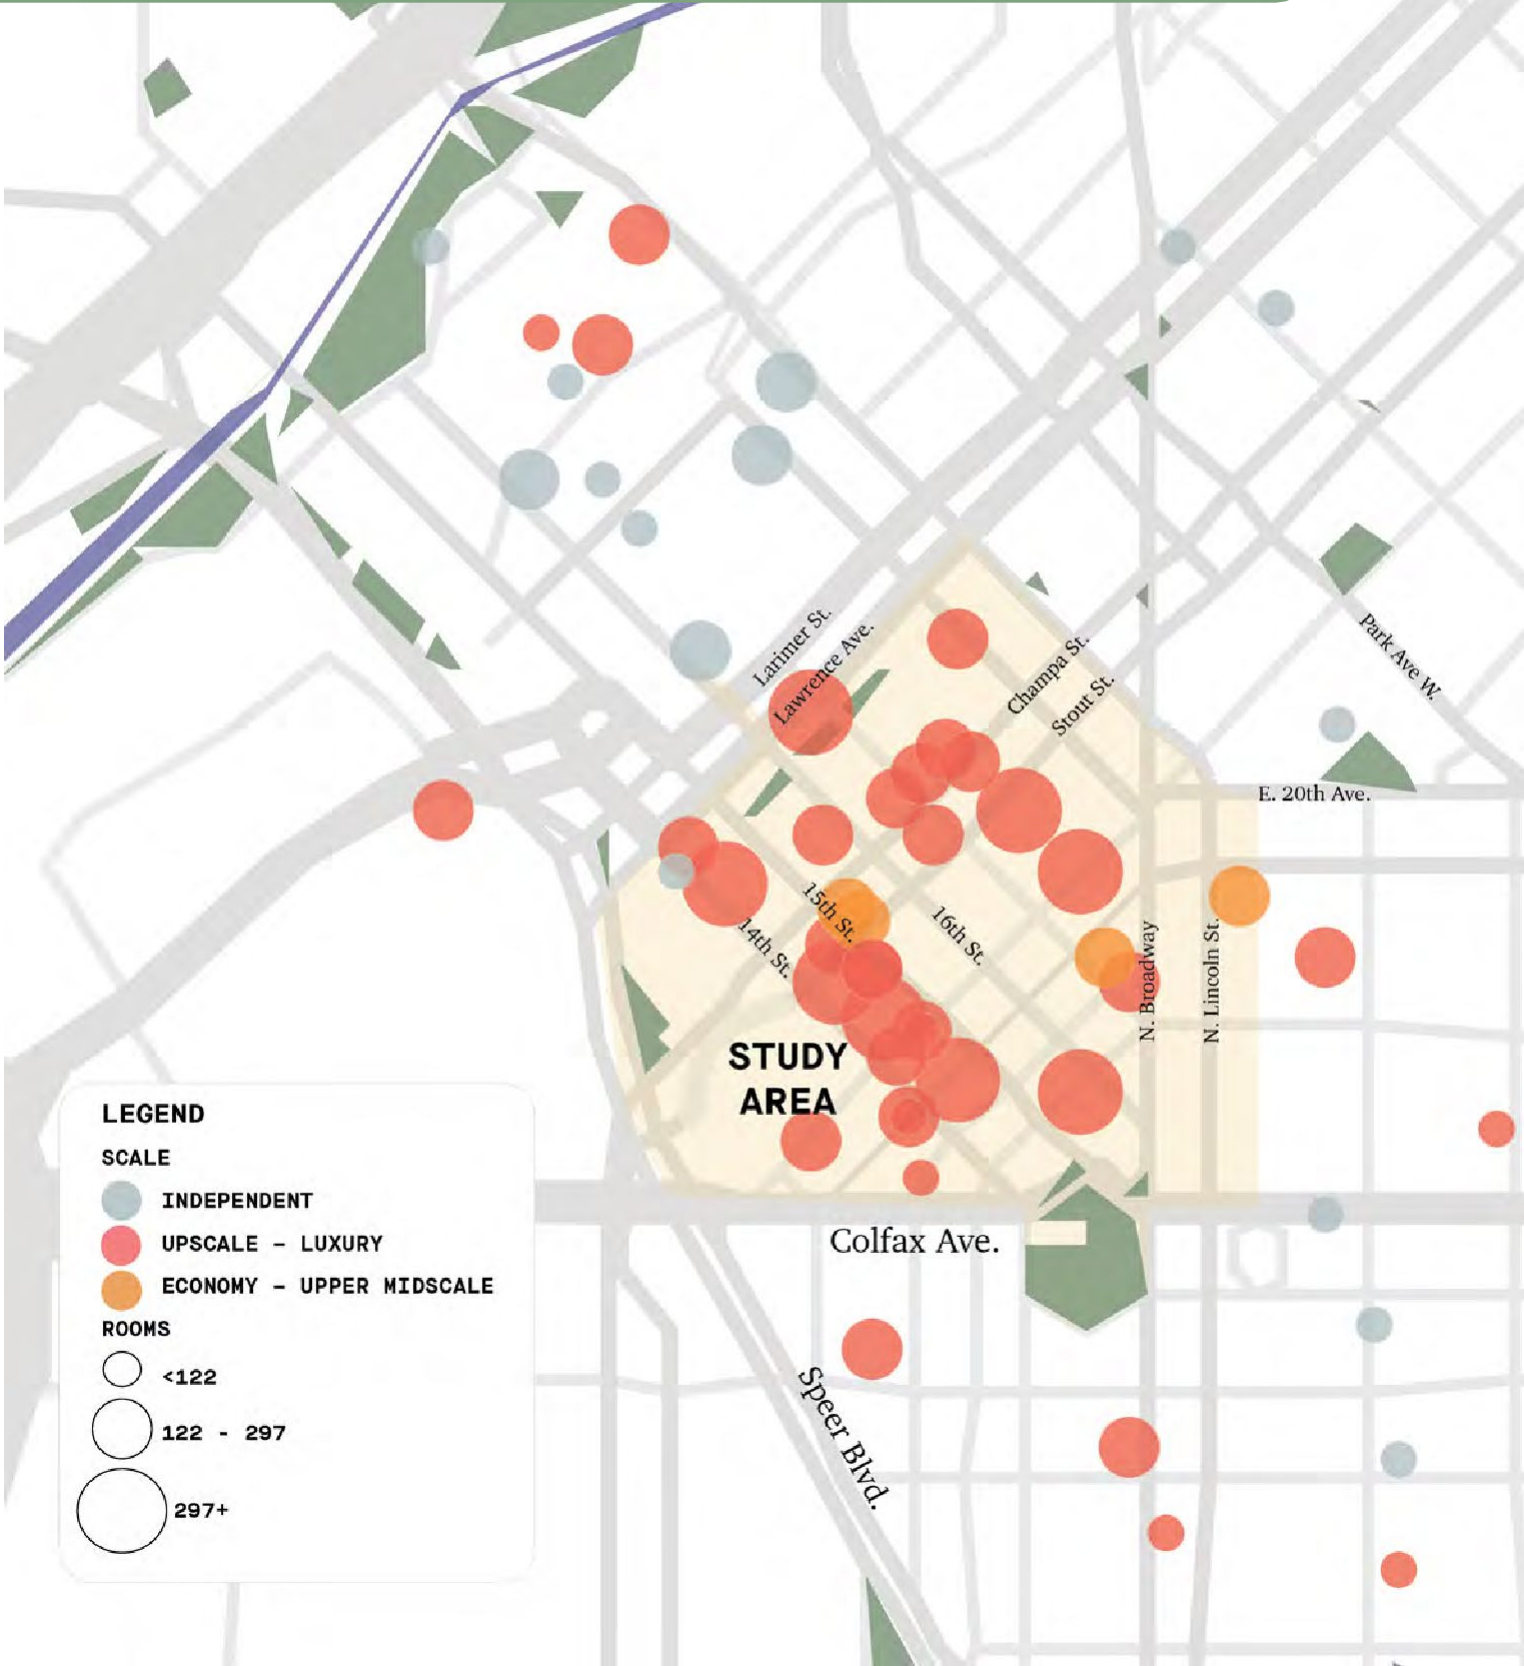 Larimer St.
Lawrence Ave.
Champa St.
Stout St.
Park Ave W.
E. 20th Ave.
15th St.
14th St.
16th St.
N. Broadway
N. Lincoln St.
STUDY
AREA
Colfax Ave.
Speer Blvd.
LEGEND
SCALE
INDEPENDENT
UPSCALE – LUXURY
ECONOMY – UPPER MIDSCALE
ROOMS
<122
122 - 297
297+